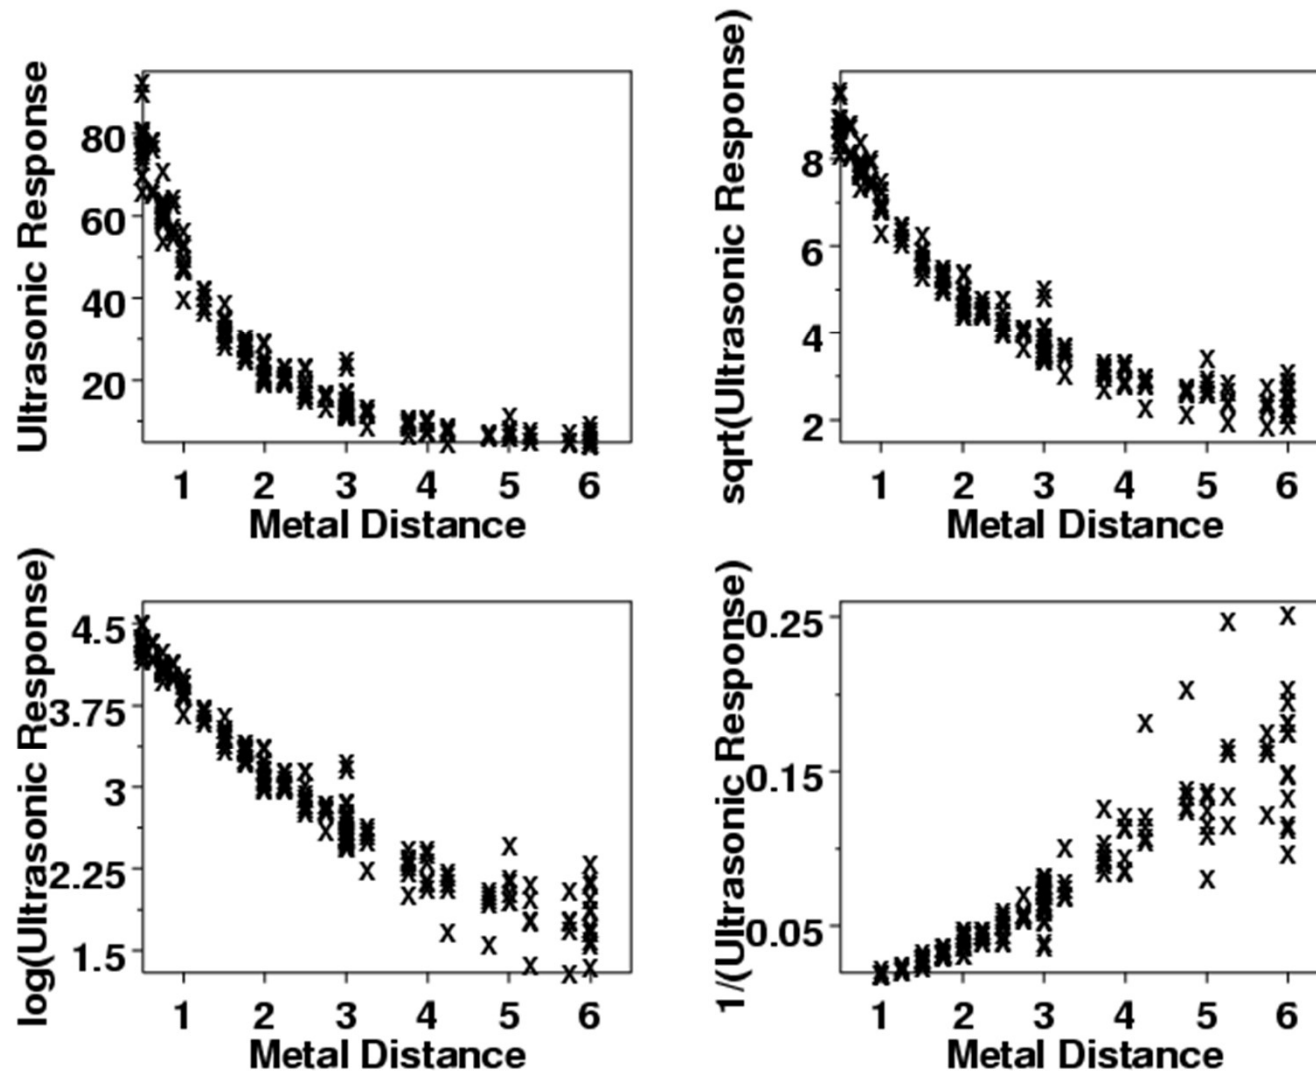 Ultrasonic Response
80
60
40
20
1 2 3 4 5 6
Metal Distance
sqrt(Ultrasonic Response)
8
6
4
2
1 2 3 4 5 6
Metal Distance
log(Ultrasonic Response)
4.5
3.75
3
2.25
1.5
1 2 3 4 5 6
Metal Distance
1/(Ultrasonic Response)
0.25
0.15
0.05
1 2 3 4 5 6
Metal Distance